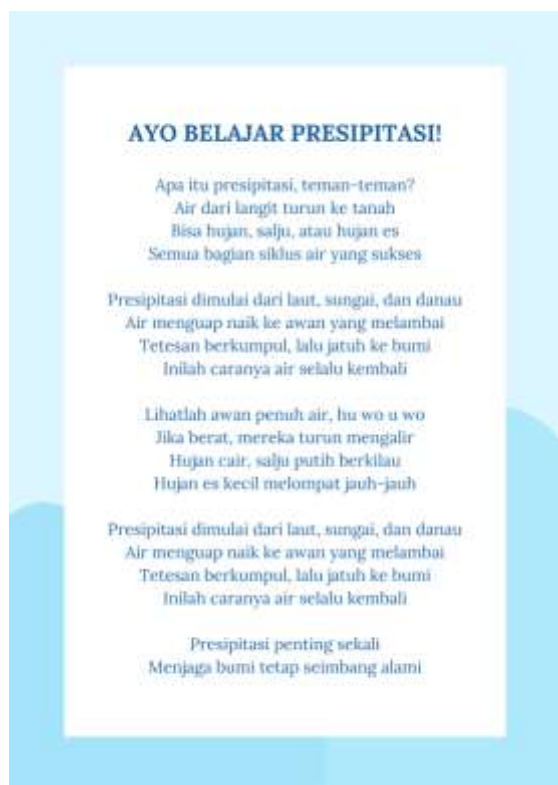 AYO BELAJAR PRESIPITASI!
Apa itu presipitasi, teman-teman?
Air dari langit turun ke tanah
Bisa hujan, salju, atau hujan es
Semua bagian siklus air yang sukses
Presipitasi dimulai dari laut, sungai, dan danau
Air menguap naik ke awan yang melambai
Tetesan berkumpul, lalu jatuh ke bumi
Inilah caranya air selalu kembali
Lihatlah awan penuh air, hu wo u wo
Jika berat, mereka turun mengalir
Hujan cair, salju putih berkilau
Hujan es kecil melompat jauh-jauh
Presipitasi dimulai dari laut, sungai, dan danau
Air menguap naik ke awan yang melambai
Tetesan berkumpul, lalu jatuh ke bumi
Inilah caranya air selalu kembali
Presipitasi penting sekali
Menjaga bumi tetap seimbang alami